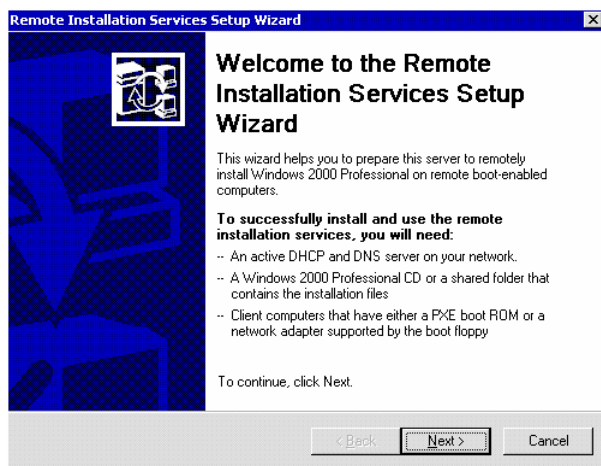 Remote Installation Services Setup Wizard
Welcome to the Remote
Installation Services Setup
Wizard
This wizard helps you to prepare this server to remotely
install Windows 2000 Professional on remote boot-enabled
computers.
To successfully install and use the remote
installation services, you will need:
-- An active DHCP and DNS server on your network.
-- A Windows 2000 Professional CD or a shared folder that
contains the installation files
-- Client computers that have either a PXE boot ROM or a
network adapter supported by the boot floppy
To continue, click Next.
< Back Next > Cancel